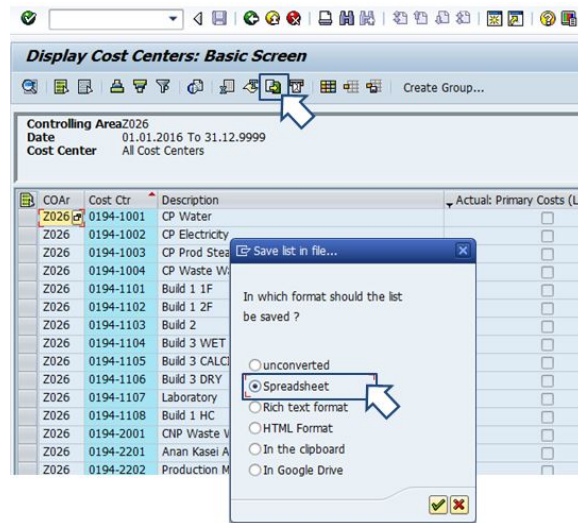 Display Cost Centers: Basic Screen
Create Group...
Controlling AreaZ026
Date 01.01.2016 To 31.12.9999
Cost Center All Cost Centers
COAr Cost Ctr Description Actual: Primary Costs (L
Z026 0194-1001 CP Water
Z026 0194-1002 CP Electricity
Z026 0194-1003 CP Prod Stea
Z026 0194-1004 CP Waste Wa
Z026 0194-1101 Build 1 1F
Z026 0194-1102 Build 1 2F
Z026 0194-1103 Build 2
Z026 0194-1104 Build 3 WET
Z026 0194-1105 Build 3 CALCI
Z026 0194-1106 Build 3 DRY
Z026 0194-1107 Laboratory
Z026 0194-1108 Build 1 HC
Z026 0194-2001 CNP Waste W
Z026 0194-2201 Anan Kasei A
Z026 0194-2202 Production M
Save list in file...
In which format should the list
be saved ?
unconverted
Spreadsheet
Rich text format
HTML Format
In the clipboard
In Google Drive